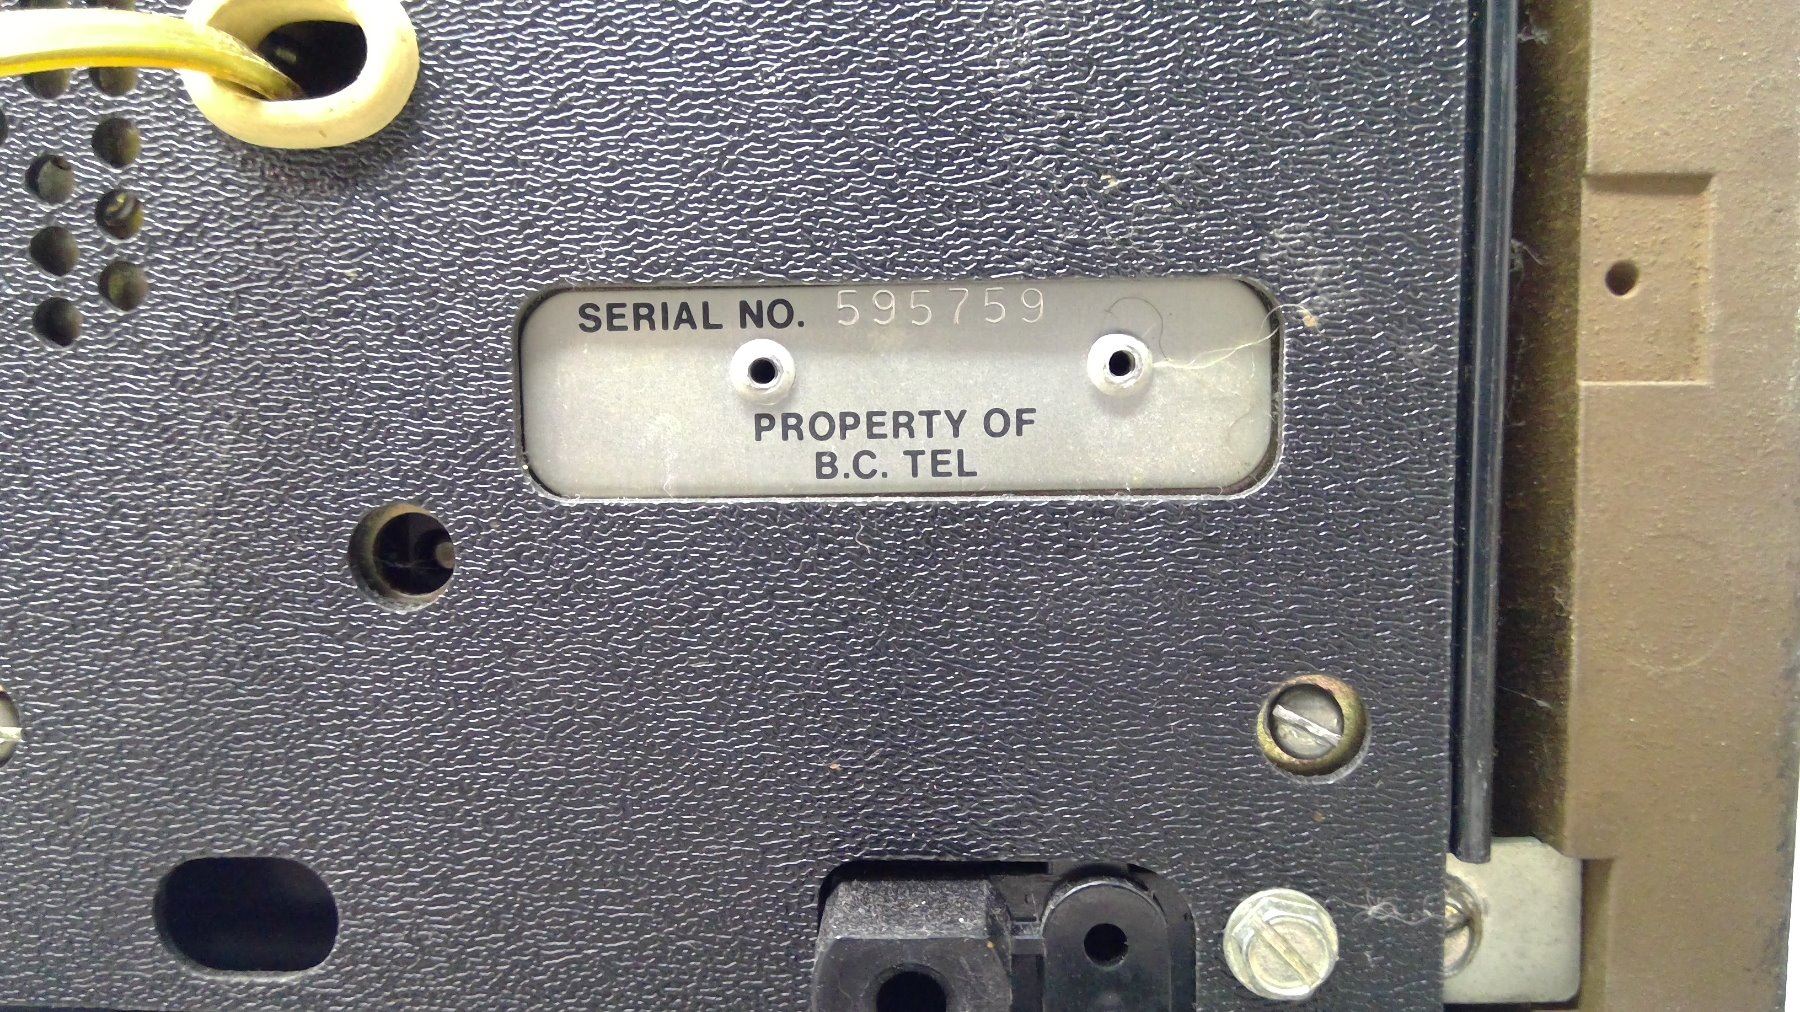 SERIAL NO. 595759
PROPERTY OF
B.C. TEL